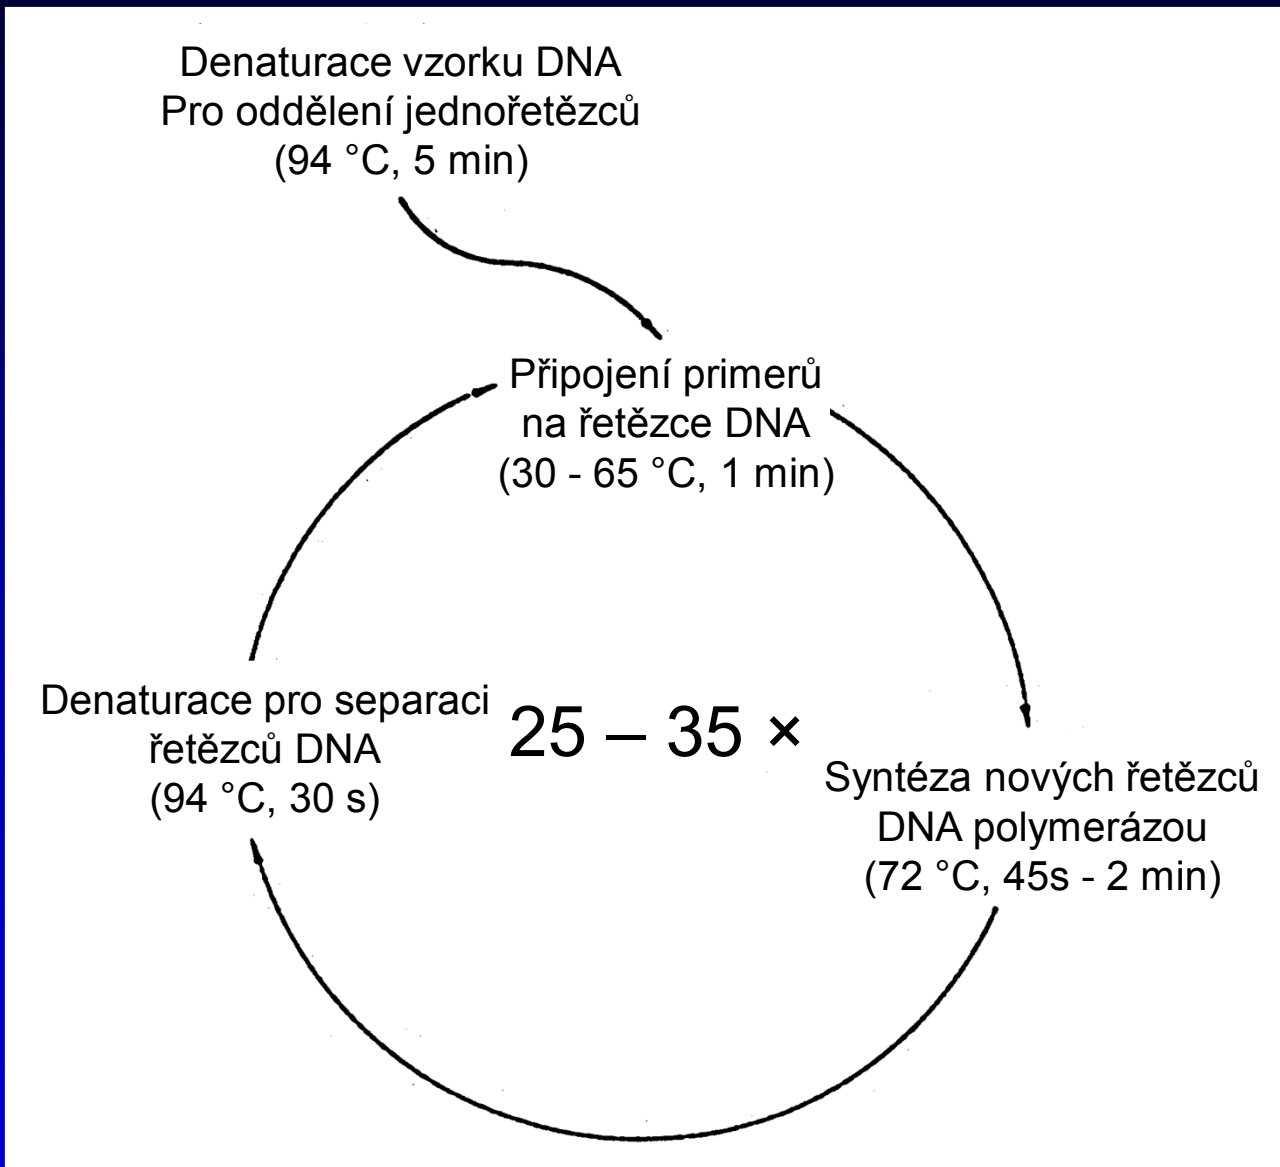 Denaturace vzorku DNA
Pro oddělení jednořetězců
(94 °C, 5 min)
Připojení primerů
na řetězce DNA
(30 - 65 °C, 1 min)
Denaturace pro separaci
řetězců DNA
(94 °C, 30 s)
25 – 35 ×
Syntéza nových řetězců
DNA polymerázou
(72 °C, 45s - 2 min)